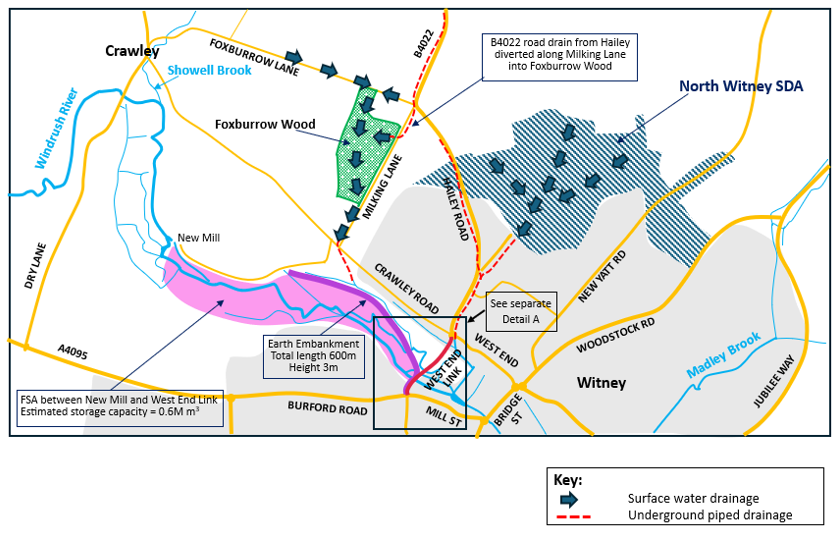 Crawley
FOXBURROW LANE
B4022
Showell Brook
B4022 road drain from Hailey
diverted along Milking Lane
into Foxburrow Wood
North Witney SDA
Windrush River
Foxburrow Wood
MILKING LANE
HAILEY ROAD
New Mill
DRY LANE
CRAWLEY ROAD
NEW YATT RD
See separate
Detail A
WOODSTOCK RD
Earth Embankment
Total length 600m
Height 3m
WEST END
A4095
WEST END
LINK
Madley Brook
Witney
JUBILEE WAY
FSA between New Mill and West End Link
Estimated storage capacity = 0.6M m³
BURFORD ROAD
MILL ST
BRIDGE
ST
Key:
Surface water drainage
Underground piped drainage